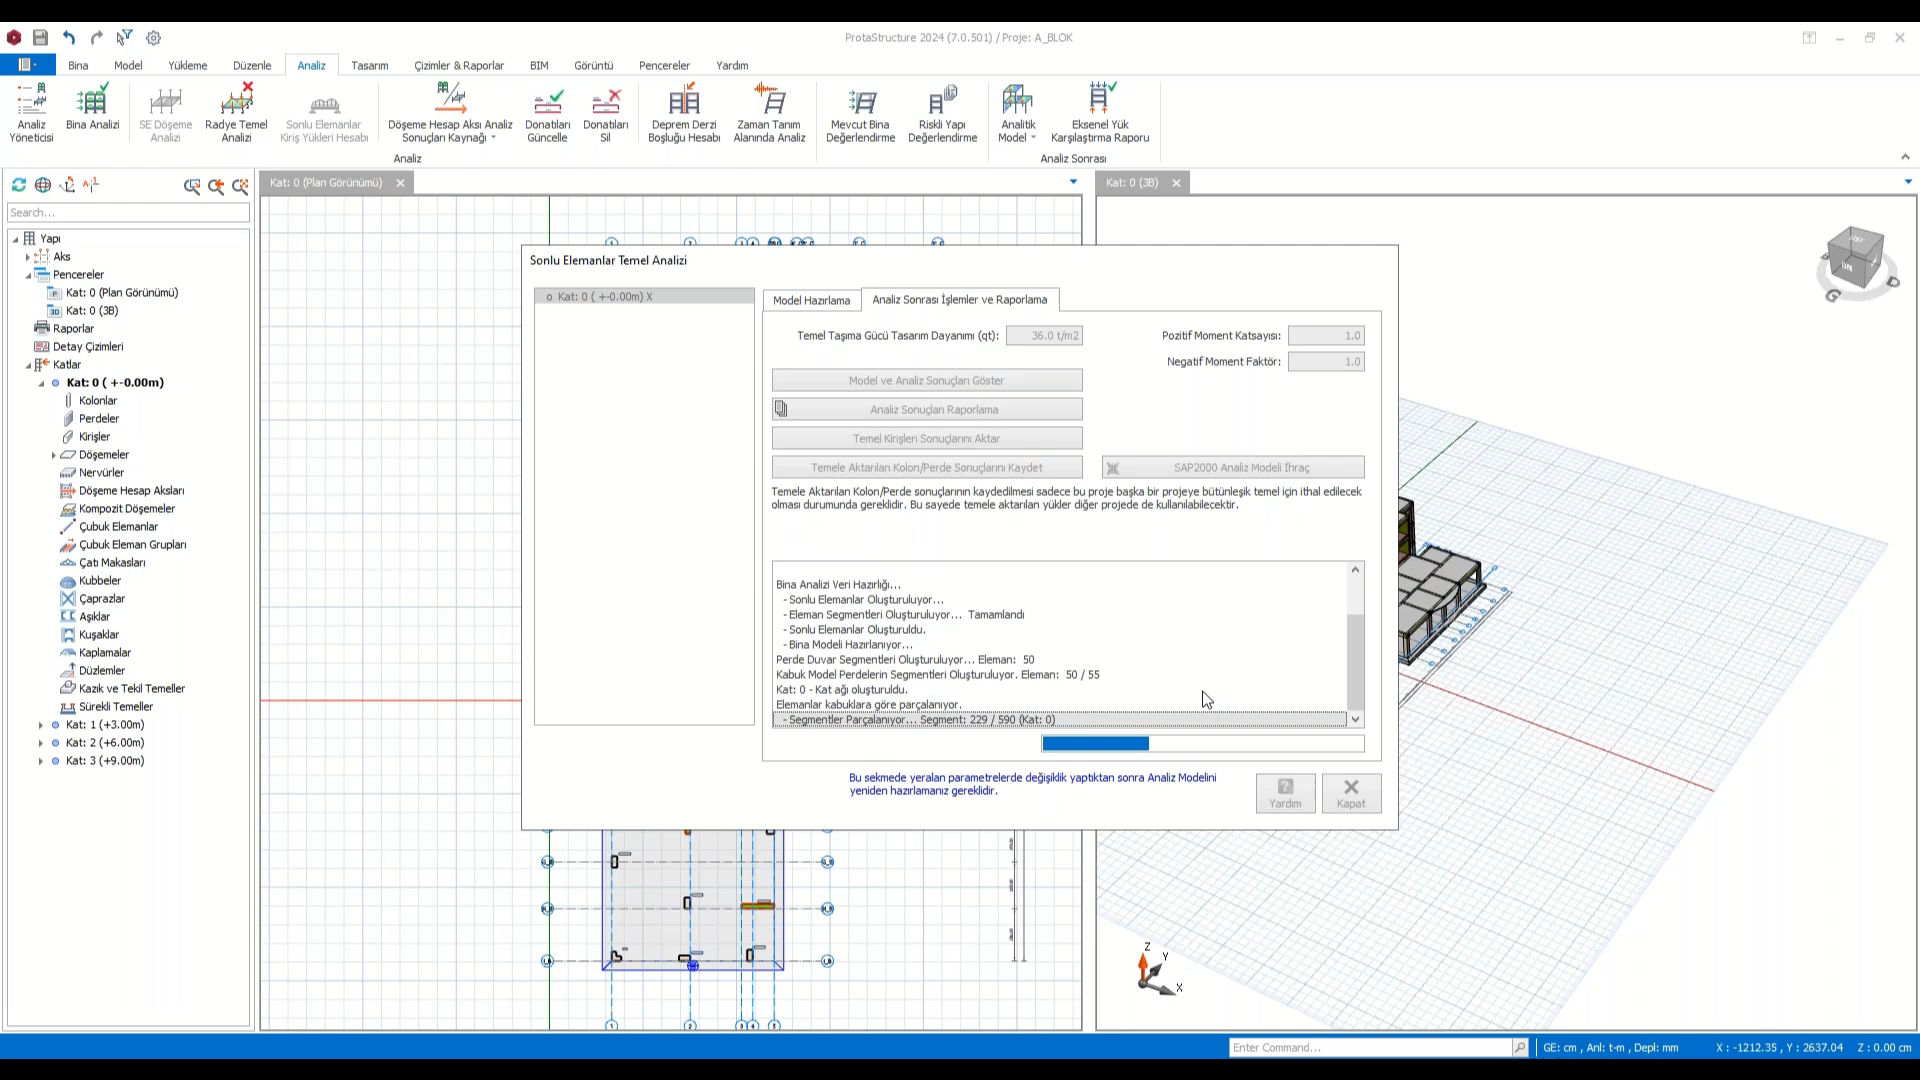 ProtaStructure 2024 (7.0.501) / Proje: A_BLOK
Bina
Model
Yükleme
Düzenle
Analiz
Tasarım
Çizimler & Raporlar
BIM
Görüntü
Pencereler
Yardım
Analiz
Yöneticisi
Bina Analizi
SE Döşeme
Analizi
Radye Temel
Analizi
Sonlu Elemanlar
Kiriş Yükleri Hesabı
Döşeme Hesap Aksı Analiz
Sonuçları Kaynağı
Donatıları
Güncelle
Donatıları
Sil
Deprem Derzi
Boşluğu Hesabı
Zaman Tanım
Alanında Analiz
Mevcut Bina
Değerlendirme
Riskli Yapı
Değerlendirme
Analitik
Model
Eksenel Yük
Karşılaştırma Raporu
Analiz
Analiz Sonrası
Search...
Yapı
Aks
Pencereler
Kat: 0 (Plan Görünümü)
Kat: 0 (3B)
Raporlar
Detay Çizimleri
Katlar
Kat: 0 ( +-0.00m)
Kolonlar
Perdeler
Kirişler
Döşemeler
Nervürler
Döşeme Hesap Aksları
Kompozit Döşemeler
Çubuk Elemanlar
Çubuk Eleman Grupları
Çatı Makasları
Kubbeler
Çaprazlar
Aşıklar
Kuşaklar
Kaplamalar
Düzlemler
Kazık ve Tekil Temeller
Sürekli Temeller
Kat: 1 (+3.00m)
Kat: 2 (+6.00m)
Kat: 3 (+9.00m)
Kat: 0 (Plan Görünümü)
Kat: 0 (3B)
Sonlu Elemanlar Temel Analizi
o Kat: 0 ( +-0.00m) X
Model Hazırlama
Analiz Sonrası İşlemler ve Raporlama
Temel Taşıma Gücü Tasarım Dayanımı (qt):
36.0 t/m2
Pozitif Moment Katsayısı:
1.0
Negatif Moment Faktör:
1.0
Model ve Analiz Sonuçları Göster
Analiz Sonuçları Raporlama
Temel Kirişleri Sonuçlarını Aktar
Temele Aktarılan Kolon/Perde Sonuçlarını Kaydet
SAP2000 Analiz Modeli İhraç
Temele Aktarılan Kolon/Perde sonuçlarının kaydedilmesi sadece bu proje başka bir projeye bütünleşik temel için ithal edilecek
olması durumunda gereklidir. Bu sayede temele aktarılan yükler diğer projede de kullanılabilecektir.
Bina Analizi Veri Hazırlığı...
- Sonlu Elemanlar Oluşturuluyor...
- Eleman Segmentleri Oluşturuluyor... Tamamlandı
- Sonlu Elemanlar Oluşturuldu.
- Bina Modeli Hazırlanıyor...
Perde Duvar Segmentleri Oluşturuluyor... Eleman: 50
Kabuk Model Perdelerin Segmentleri Oluşturuluyor. Eleman: 50 / 55
Kat: 0 - Kat ağı oluşturuldu.
Elemanlar kabuklara göre parçalanıyor.
- Segmentler Parçalanıyor... Segment: 229 / 590 (Kat: 0)
Bu sekmede yeralan parametrelerde değişiklik yaptıktan sonra Analiz Modelini
yeniden hazırlamanız gereklidir.
Yardım
Kapat
Z
Y
X
Enter Command...
GE: cm , Anl: t-m , Depl: mm
X : -1212.35 , Y : 2637.04
Z : 0.00 cm